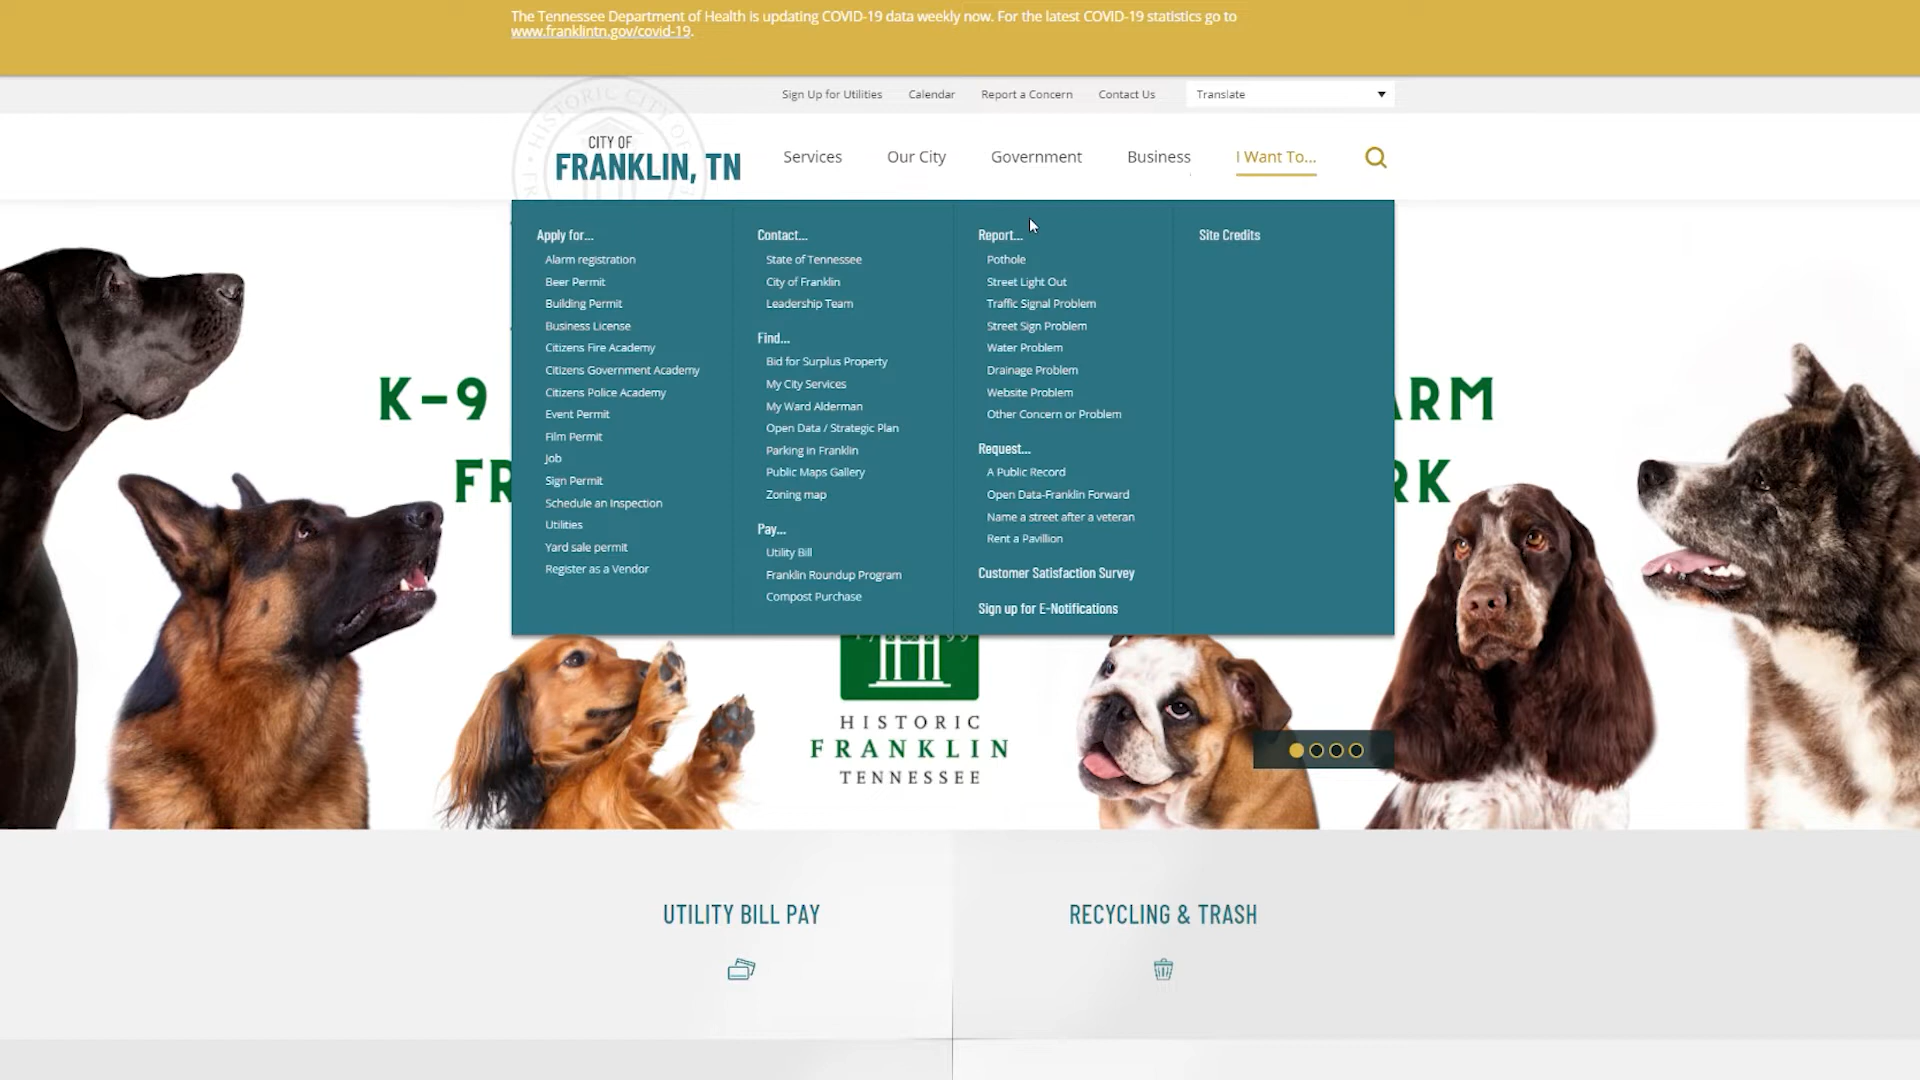 The Tennessee Department of Health is updating COVID-19 data weekly now. For the latest COVID-19 statistics go to
www.franklintn.gov/covid-19.
Sign Up for Utilities
Calendar
Report a Concern
Contact Us
Translate
HISTORIC CITY OF
CITY OF
FRANKLIN, TN
Services
Our City
Government
Business
I Want To...
Apply for...
Alarm registration
Beer Permit
Building Permit
Business License
Citizens Fire Academy
Citizens Government Academy
Citizens Police Academy
Event Permit
Film Permit
Job
Sign Permit
Schedule an Inspection
Utilities
Yard sale permit
Register as a Vendor
Contact...
State of Tennessee
City of Franklin
Leadership Team
Find...
Bid for Surplus Property
My City Services
My Ward Alderman
Open Data / Strategic Plan
Parking in Franklin
Public Maps Gallery
Zoning map
Pay...
Utility Bill
Franklin Roundup Program
Compost Purchase
Report...
Pothole
Street Light Out
Traffic Signal Problem
Street Sign Problem
Water Problem
Drainage Problem
Website Problem
Other Concern or Problem
Request...
A Public Record
Open Data-Franklin Forward
Name a street after a veteran
Rent a Pavillion
Customer Satisfaction Survey
Sign up for E-Notifications
Site Credits
K-9
ARM
FR
RK
HISTORIC
FRANKLIN
TENNESSEE
UTILITY BILL PAY
RECYCLING & TRASH